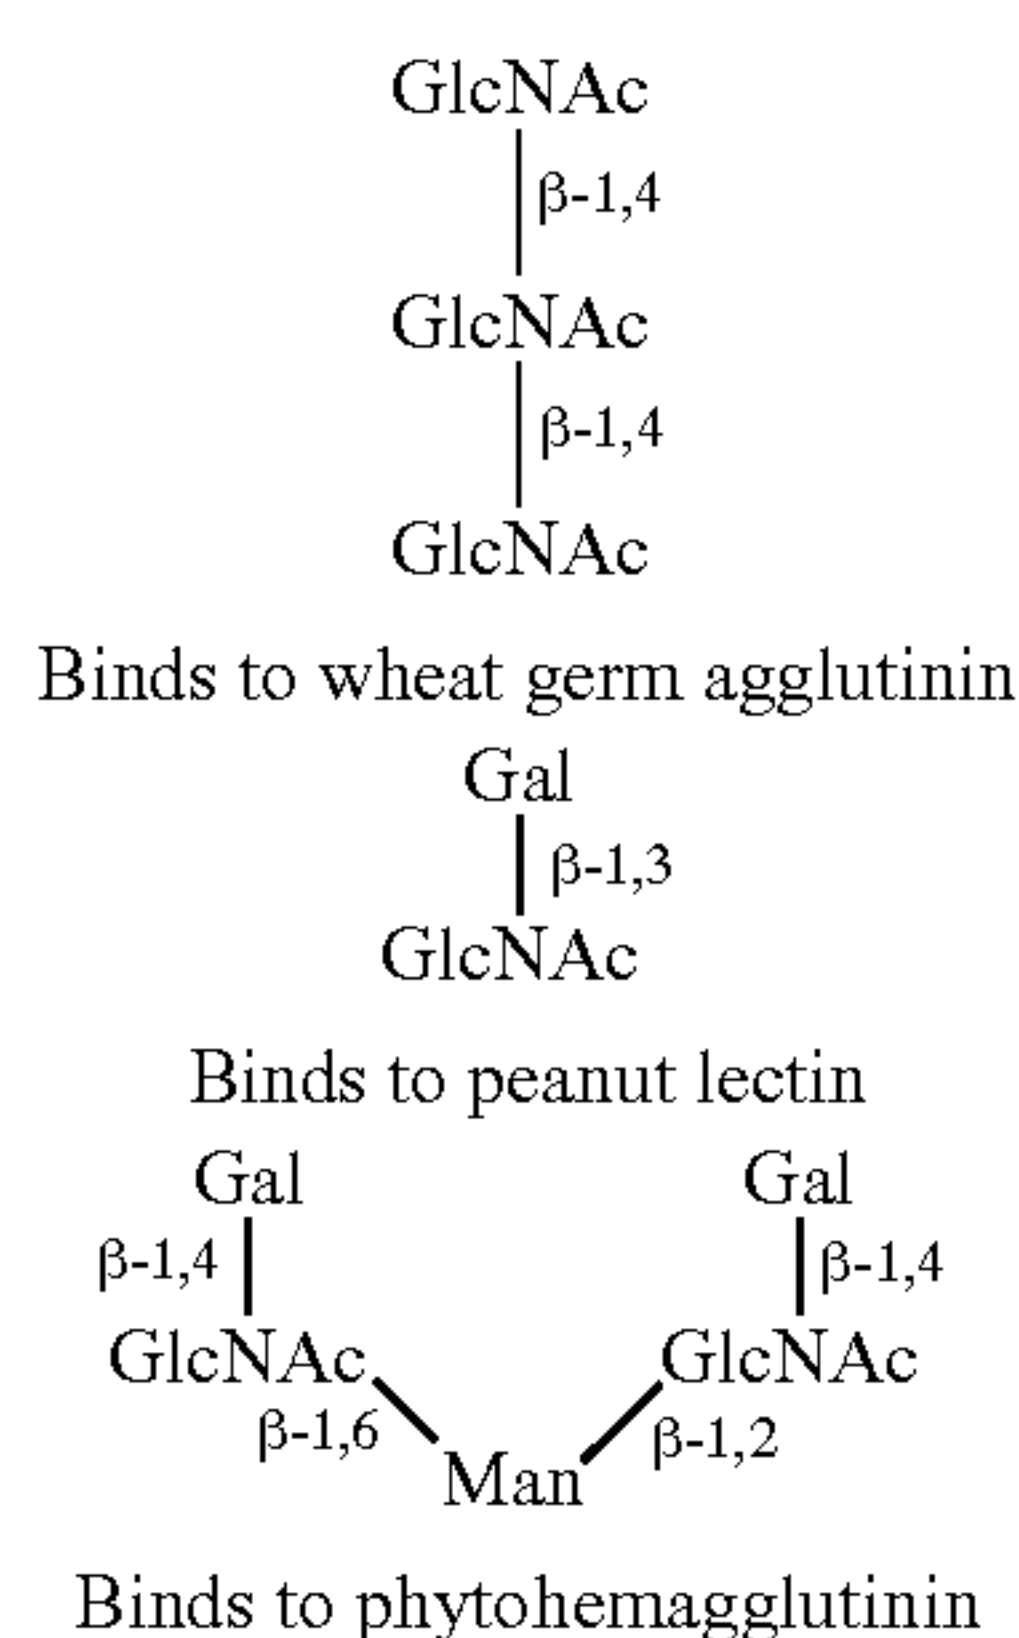 GlcNAc
β-1,4
GlcNAc
β-1,4
GlcNAc
Binds to wheat germ agglutinin
Gal
β-1,3
GlcNAc
Binds to peanut lectin
Gal Gal
β-1,4 β-1,4
GlcNAc GlcNAc
β-1,6 β-1,2
Man
Binds to phytohemagglutinin